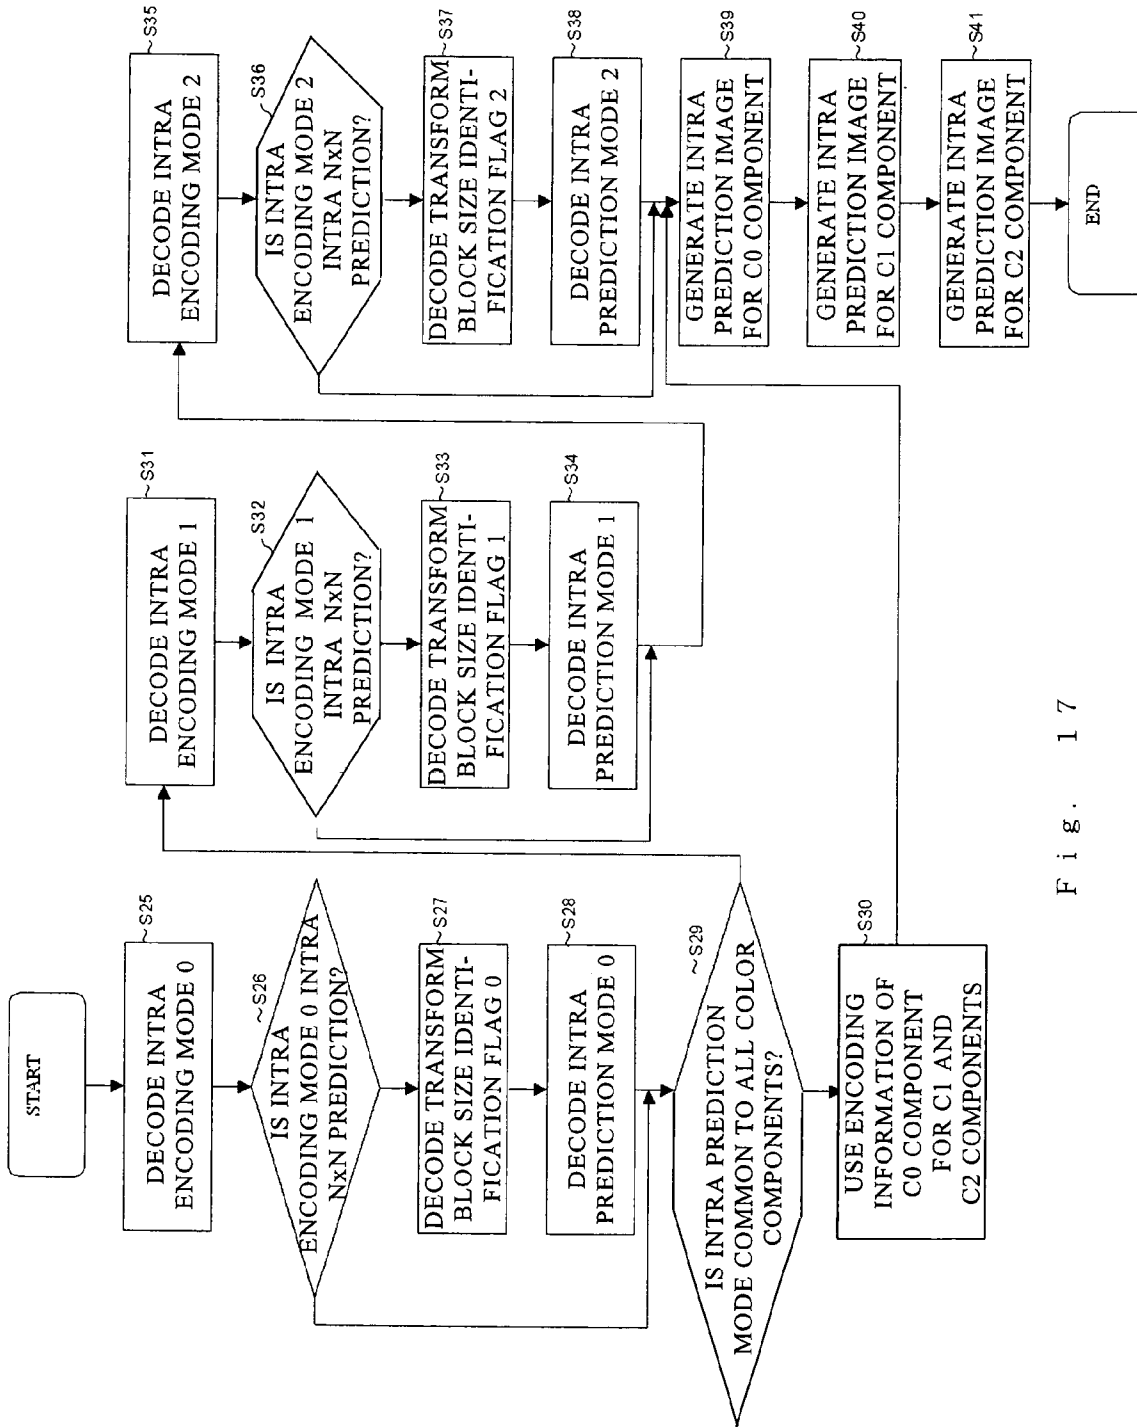 START
~S25
DECODE INTRA
ENCODING MODE 0
~S26
IS INTRA
ENCODING MODE 0 INTRA
NxN PREDICTION?
~S27
DECODE TRANSFORM
BLOCK SIZE IDENTI-
FICATION FLAG 0
~S28
DECODE INTRA
PREDICTION MODE 0
~S29
IS INTRA PREDICTION
MODE COMMON TO ALL COLOR
COMPONENTS?
~S30
USE ENCODING
INFORMATION OF
C0 COMPONENT
FOR C1 AND
C2 COMPONENTS
~S31
DECODE INTRA
ENCODING MODE 1
~S32
IS INTRA
ENCODING MODE 1
INTRA NxN
PREDICTION?
~S33
DECODE TRANSFORM
BLOCK SIZE IDENTI-
FICATION FLAG 1
~S34
DECODE INTRA
PREDICTION MODE 1
~S35
DECODE INTRA
ENCODING MODE 2
~S36
IS INTRA
ENCODING MODE 2
INTRA NxN
PREDICTION?
~S37
DECODE TRANSFORM
BLOCK SIZE IDENTI-
FICATION FLAG 2
~S38
DECODE INTRA
PREDICTION MODE 2
~S39
GENERATE INTRA
PREDICTION IMAGE
FOR C0 COMPONENT
~S40
GENERATE INTRA
PREDICTION IMAGE
FOR C1 COMPONENT
~S41
GENERATE INTRA
PREDICTION IMAGE
FOR C2 COMPONENT
END
Fig. 17